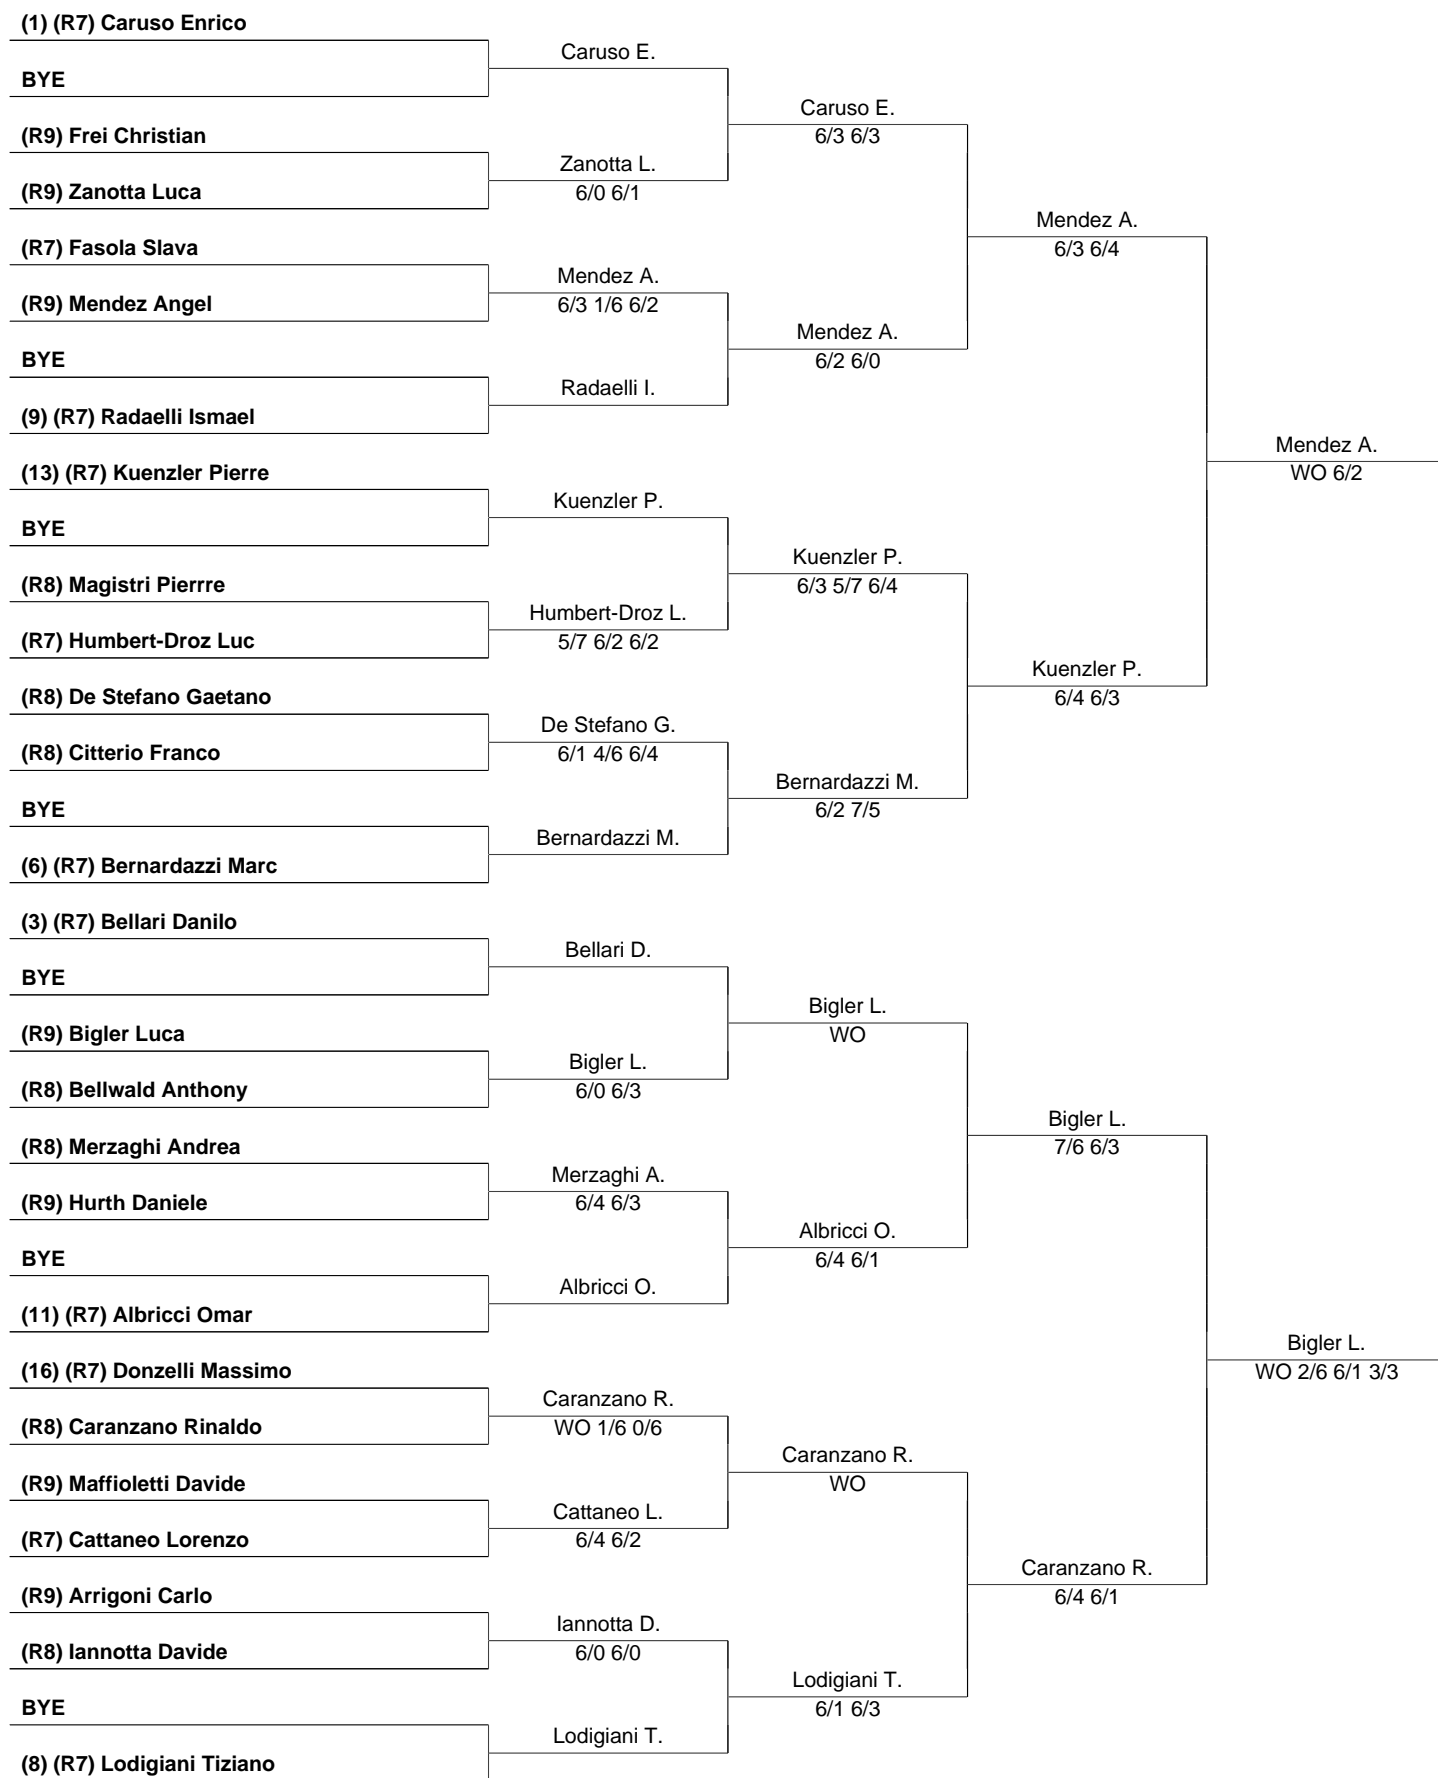 (1) (R7) Caruso Enrico
Caruso E.
BYE
Caruso E.
6/3 6/3
(R9) Frei Christian
Zanotta L.
6/0 6/1
(R9) Zanotta Luca
Mendez A.
6/3 6/4
(R7) Fasola Slava
Mendez A.
6/3 1/6 6/2
(R9) Mendez Angel
Mendez A.
6/2 6/0
BYE
Radaelli I.
(9) (R7) Radaelli Ismael
Mendez A.
WO 6/2
(13) (R7) Kuenzler Pierre
Kuenzler P.
BYE
Kuenzler P.
6/3 5/7 6/4
(R8) Magistri Pierrre
Humbert-Droz L.
5/7 6/2 6/2
(R7) Humbert-Droz Luc
Kuenzler P.
6/4 6/3
(R8) De Stefano Gaetano
De Stefano G.
6/1 4/6 6/4
(R8) Citterio Franco
Bernardazzi M.
6/2 7/5
BYE
Bernardazzi M.
(6) (R7) Bernardazzi Marc
(3) (R7) Bellari Danilo
Bellari D.
BYE
Bigler L.
WO
(R9) Bigler Luca
Bigler L.
6/0 6/3
(R8) Bellwald Anthony
Bigler L.
7/6 6/3
(R8) Merzaghi Andrea
Merzaghi A.
6/4 6/3
(R9) Hurth Daniele
Albricci O.
6/4 6/1
BYE
Albricci O.
(11) (R7) Albricci Omar
Bigler L.
WO 2/6 6/1 3/3
(16) (R7) Donzelli Massimo
Caranzano R.
WO 1/6 0/6
(R8) Caranzano Rinaldo
Caranzano R.
WO
(R9) Maffioletti Davide
Cattaneo L.
6/4 6/2
(R7) Cattaneo Lorenzo
Caranzano R.
6/4 6/1
(R9) Arrigoni Carlo
Iannotta D.
6/0 6/0
(R8) Iannotta Davide
Lodigiani T.
6/1 6/3
BYE
Lodigiani T.
(8) (R7) Lodigiani Tiziano